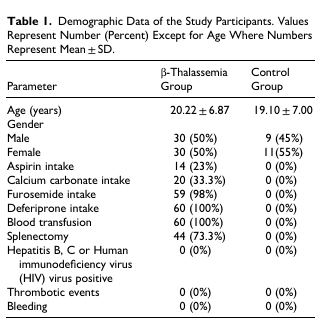 Table 1. Demographic Data of the Study Participants. Values
Represent Number (Percent) Except for Age Where Numbers
Represent Mean ± SD.
β-Thalassemia Control
Parameter Group Group
Age (years) 20.22 ± 6.87 19.10 ± 7.00
Gender
Male 30 (50%) 9 (45%)
Female 30 (50%) 11(55%)
Aspirin intake 14 (23%) 0 (0%)
Calcium carbonate intake 20 (33.3%) 0 (0%)
Furosemide intake 59 (98%) 0 (0%)
Deferiprone intake 60 (100%) 0 (0%)
Blood transfusion 60 (100%) 0 (0%)
Splenectomy 44 (73.3%) 0 (0%)
Hepatitis B, C or Human 0 (0%) 0 (0%)
immunodeficiency virus
(HIV) virus positive
Thrombotic events 0 (0%) 0 (0%)
Bleeding 0 (0%) 0 (0%)